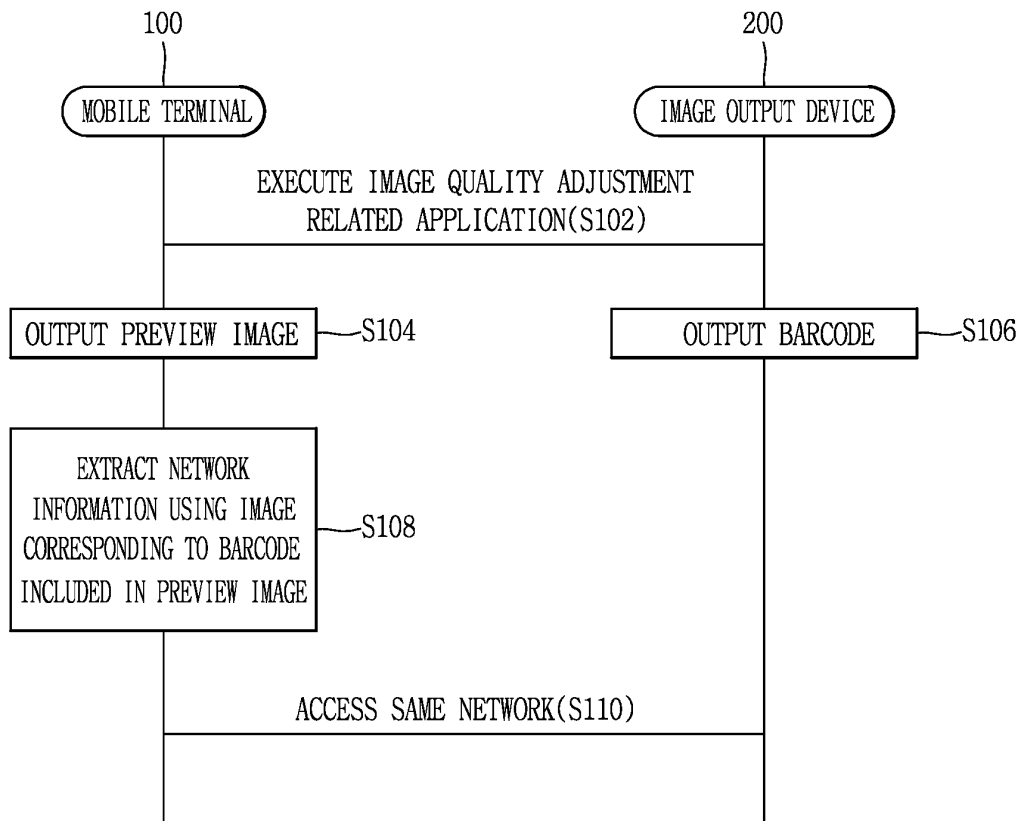 100
200
MOBILE TERMINAL
IMAGE OUTPUT DEVICE
EXECUTE IMAGE QUALITY ADJUSTMENT
RELATED APPLICATION(S102)
OUTPUT PREVIEW IMAGE
S104
OUTPUT BARCODE
S106
EXTRACT NETWORK
INFORMATION USING IMAGE
CORRESPONDING TO BARCODE
INCLUDED IN PREVIEW IMAGE
S108
ACCESS SAME NETWORK(S110)